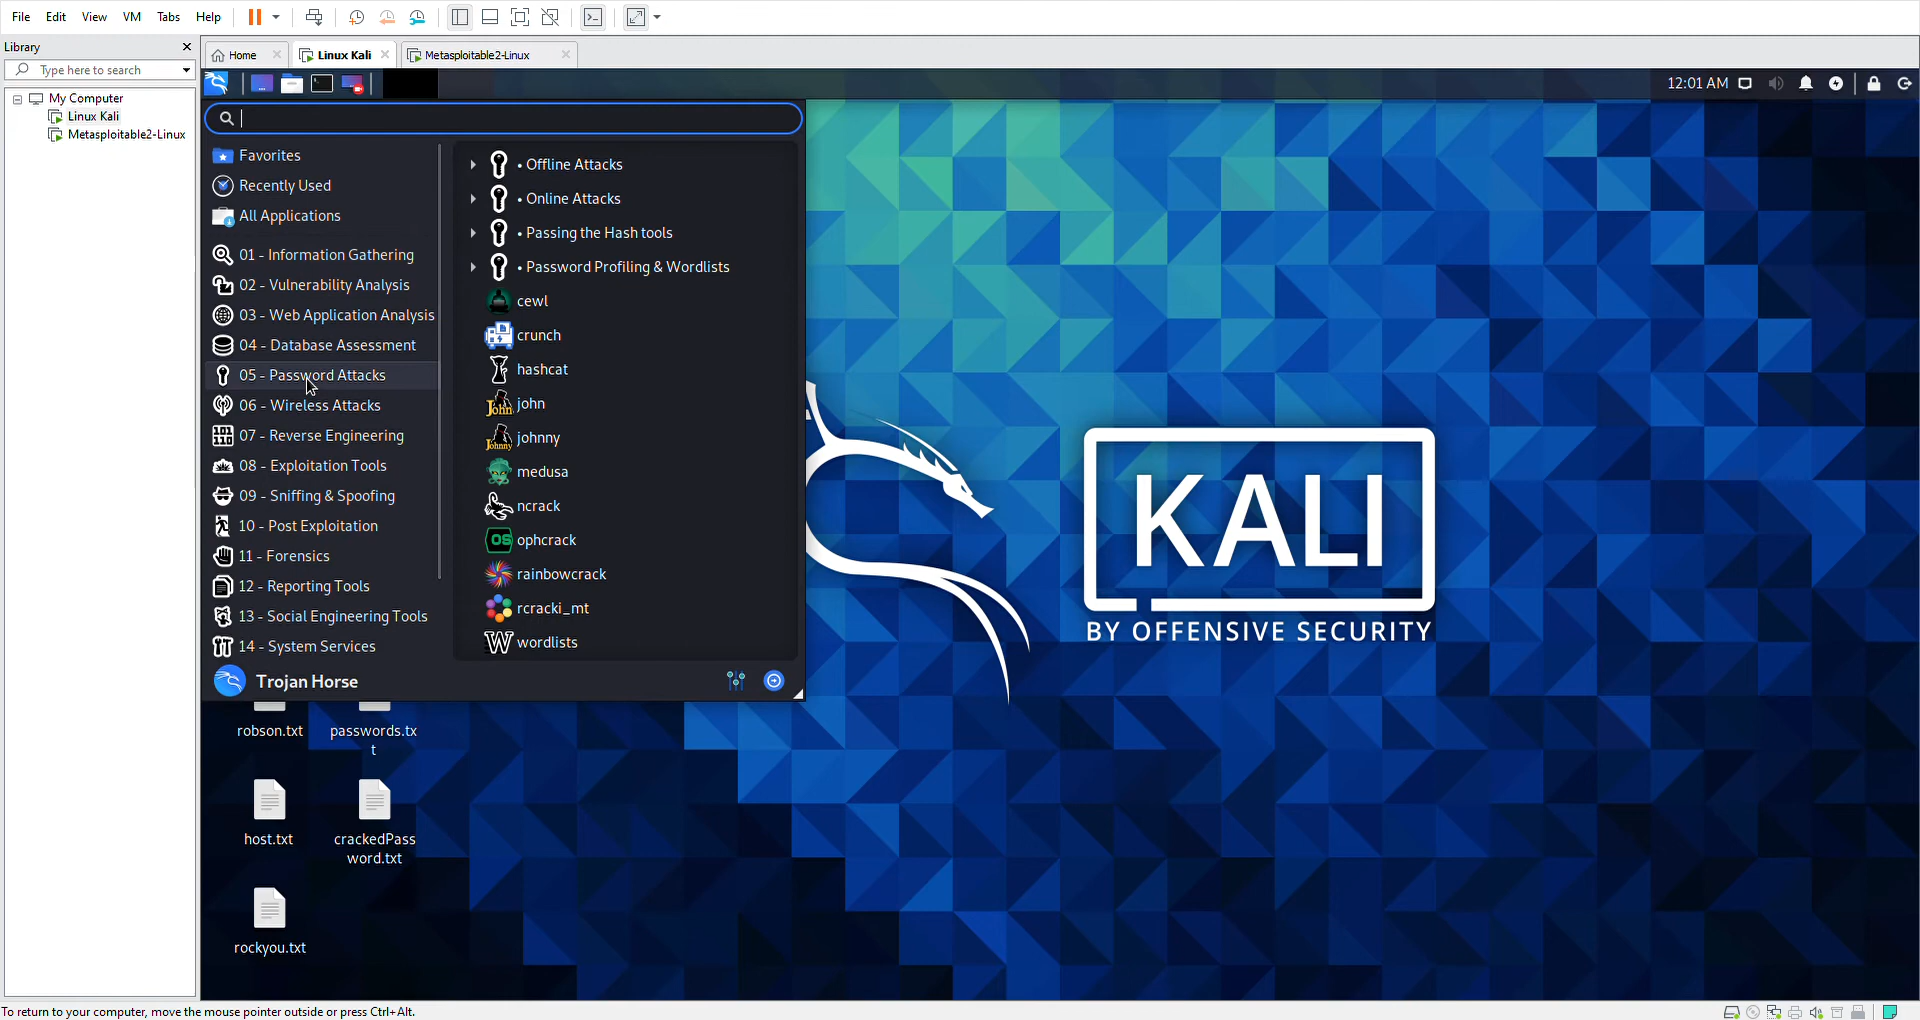 File Edit View VM Tabs Help
Library
Home
Linux Kali
Metasploitable2-Linux
Type here to search
My Computer
Linux Kali
Metasploitable2-Linux
12:01 AM
Favorites
Recently Used
All Applications
01 - Information Gathering
02 - Vulnerability Analysis
03 - Web Application Analysis
04 - Database Assessment
05 - Password Attacks
06 - Wireless Attacks
07 - Reverse Engineering
08 - Exploitation Tools
09 - Sniffing & Spoofing
10 - Post Exploitation
11 - Forensics
12 - Reporting Tools
13 - Social Engineering Tools
14 - System Services
• Offline Attacks
• Online Attacks
• Passing the Hash tools
• Password Profiling & Wordlists
cewl
crunch
hashcat
john
johnny
medusa
ncrack
ophcrack
rainbowcrack
rcracki_mt
wordlists
Trojan Horse
KALI
BY OFFENSIVE SECURITY
robson.txt
passwords.tx
t
host.txt
crackedPass
word.txt
rockyou.txt
To return to your computer, move the mouse pointer outside or press Ctrl+Alt.